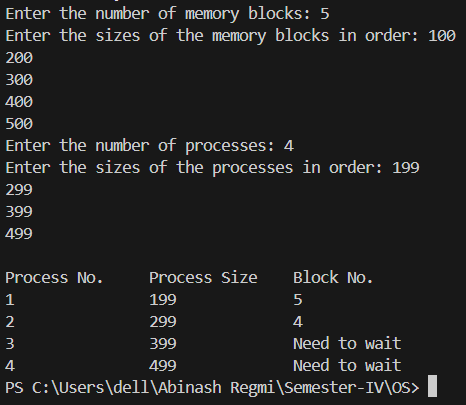 Enter the number of memory blocks: 5
Enter the sizes of the memory blocks in order: 100
200
300
400
500
Enter the number of processes: 4
Enter the sizes of the processes in order: 199
299
399
499

Process No.     Process Size    Block No.
1               199             5
2               299             4
3               399             Need to wait
4               499             Need to wait
PS C:\Users\dell\Abinash Regmi\Semester-IV\OS>